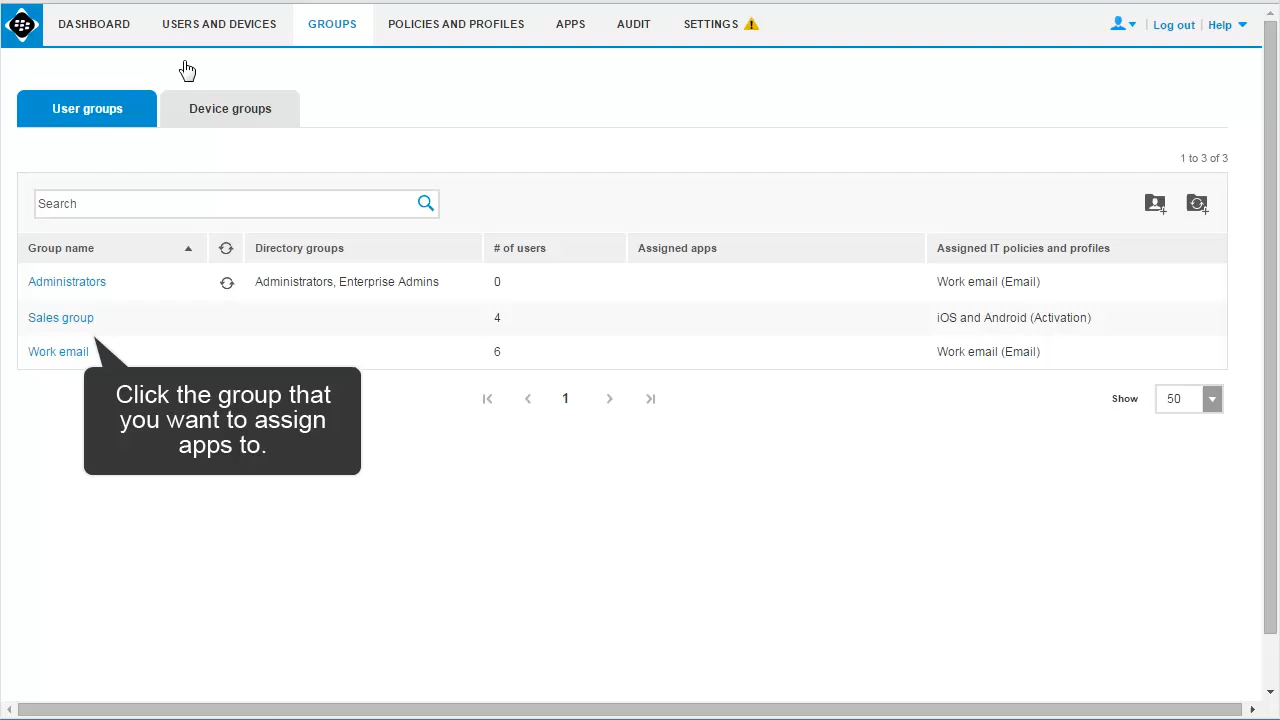 DASHBOARD USERS AND DEVICES GROUPS POLICIES AND PROFILES APPS AUDIT SETTINGS Log out Help
User groups Device groups
1 to 3 of 3
Search
Group name Directory groups # of users Assigned apps Assigned IT policies and profiles
Administrators Administrators, Enterprise Admins 0 Work email (Email)
Sales group 4 iOS and Android (Activation)
Work email 6 Work email (Email)
Click the group that
you want to assign
apps to.
1 Show 50